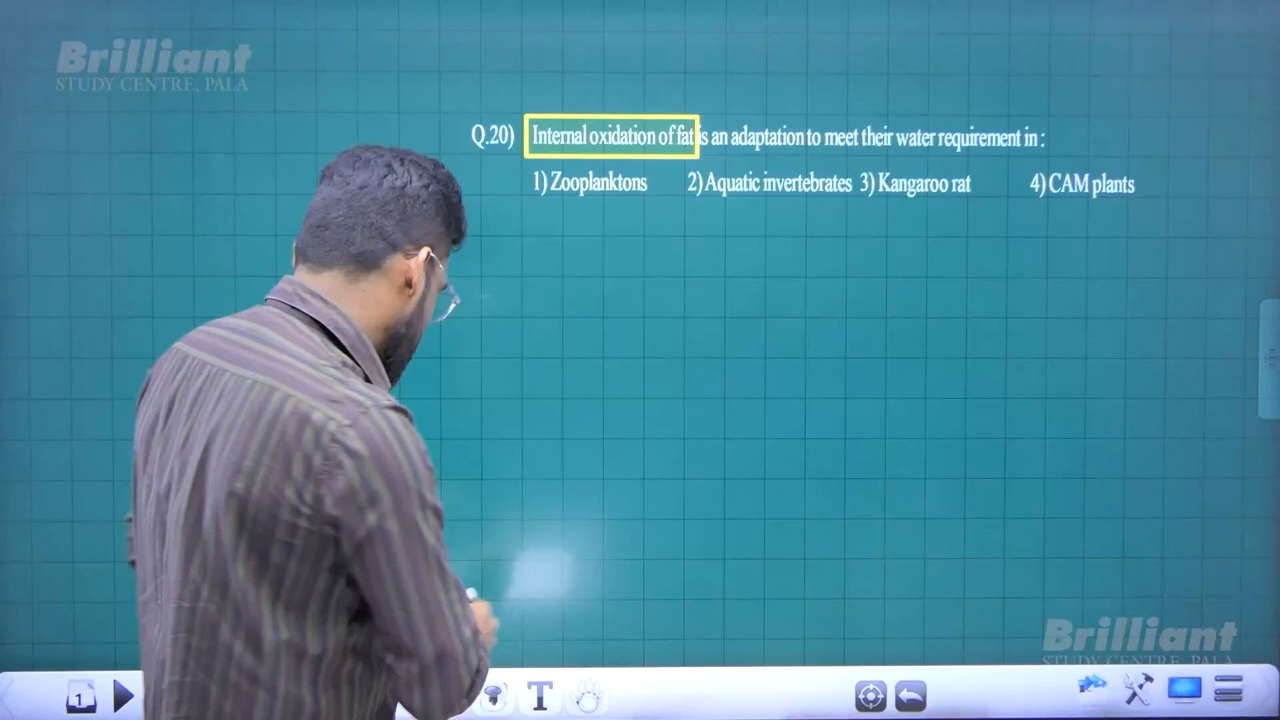 Brilliant
STUDY CENTRE, PALA
Q.20) Internal oxidation of fat is an adaptation to meet their water requirement in :
1) Zooplanktons 2) Aquatic invertebrates 3) Kangaroo rat 4) CAM plants
Brilliant
STUDY CENTRE, PALA
1 T